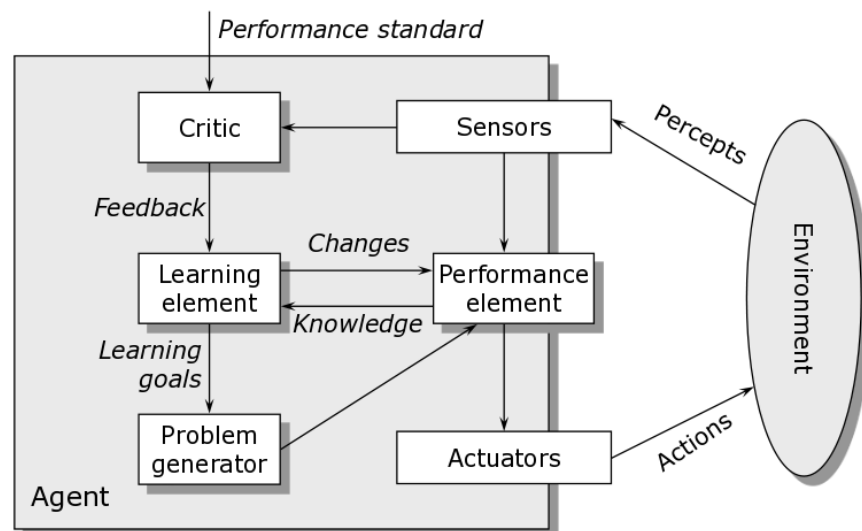 Performance standard
Critic
Sensors
Percepts
Feedback
Changes
Learning
element
Performance
element
Environment
Knowledge
Learning
goals
Problem
generator
Actuators
Actions
Agent